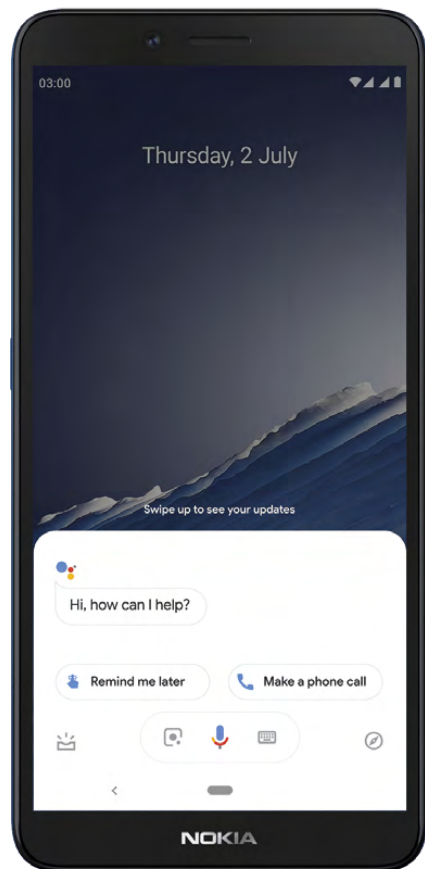 03:00
Thursday, 2 July
Swipe up to see your updates
Hi, how can I help?
Remind me later
Make a phone call
NOKIA